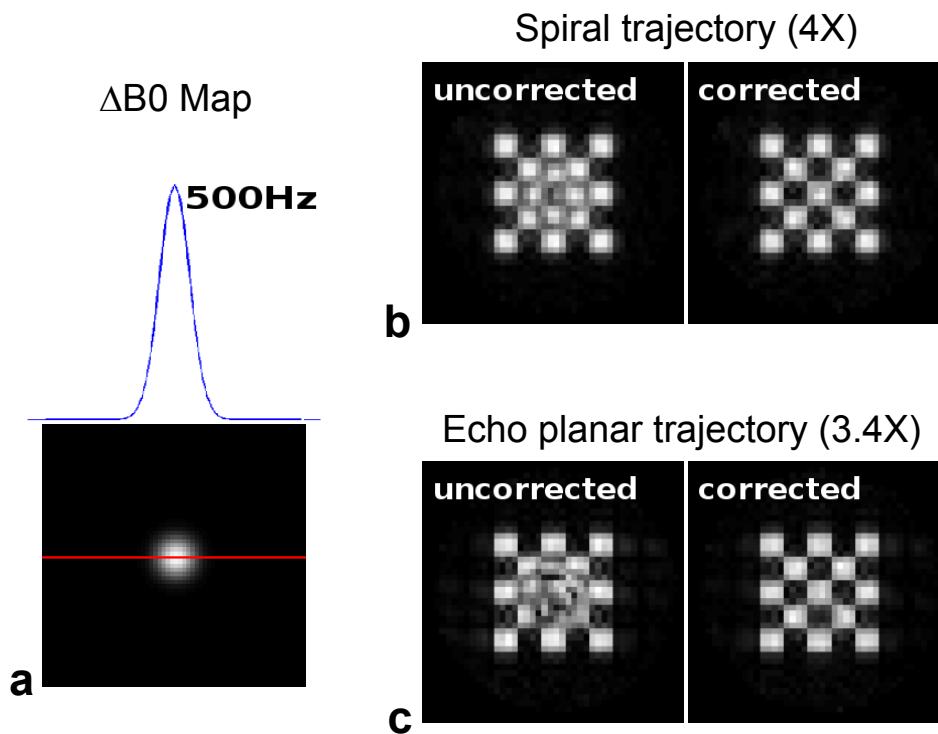 ΔB0 Map
500Hz
a
Spiral trajectory (4X)
uncorrected
corrected
b
Echo planar trajectory (3.4X)
uncorrected
corrected
c